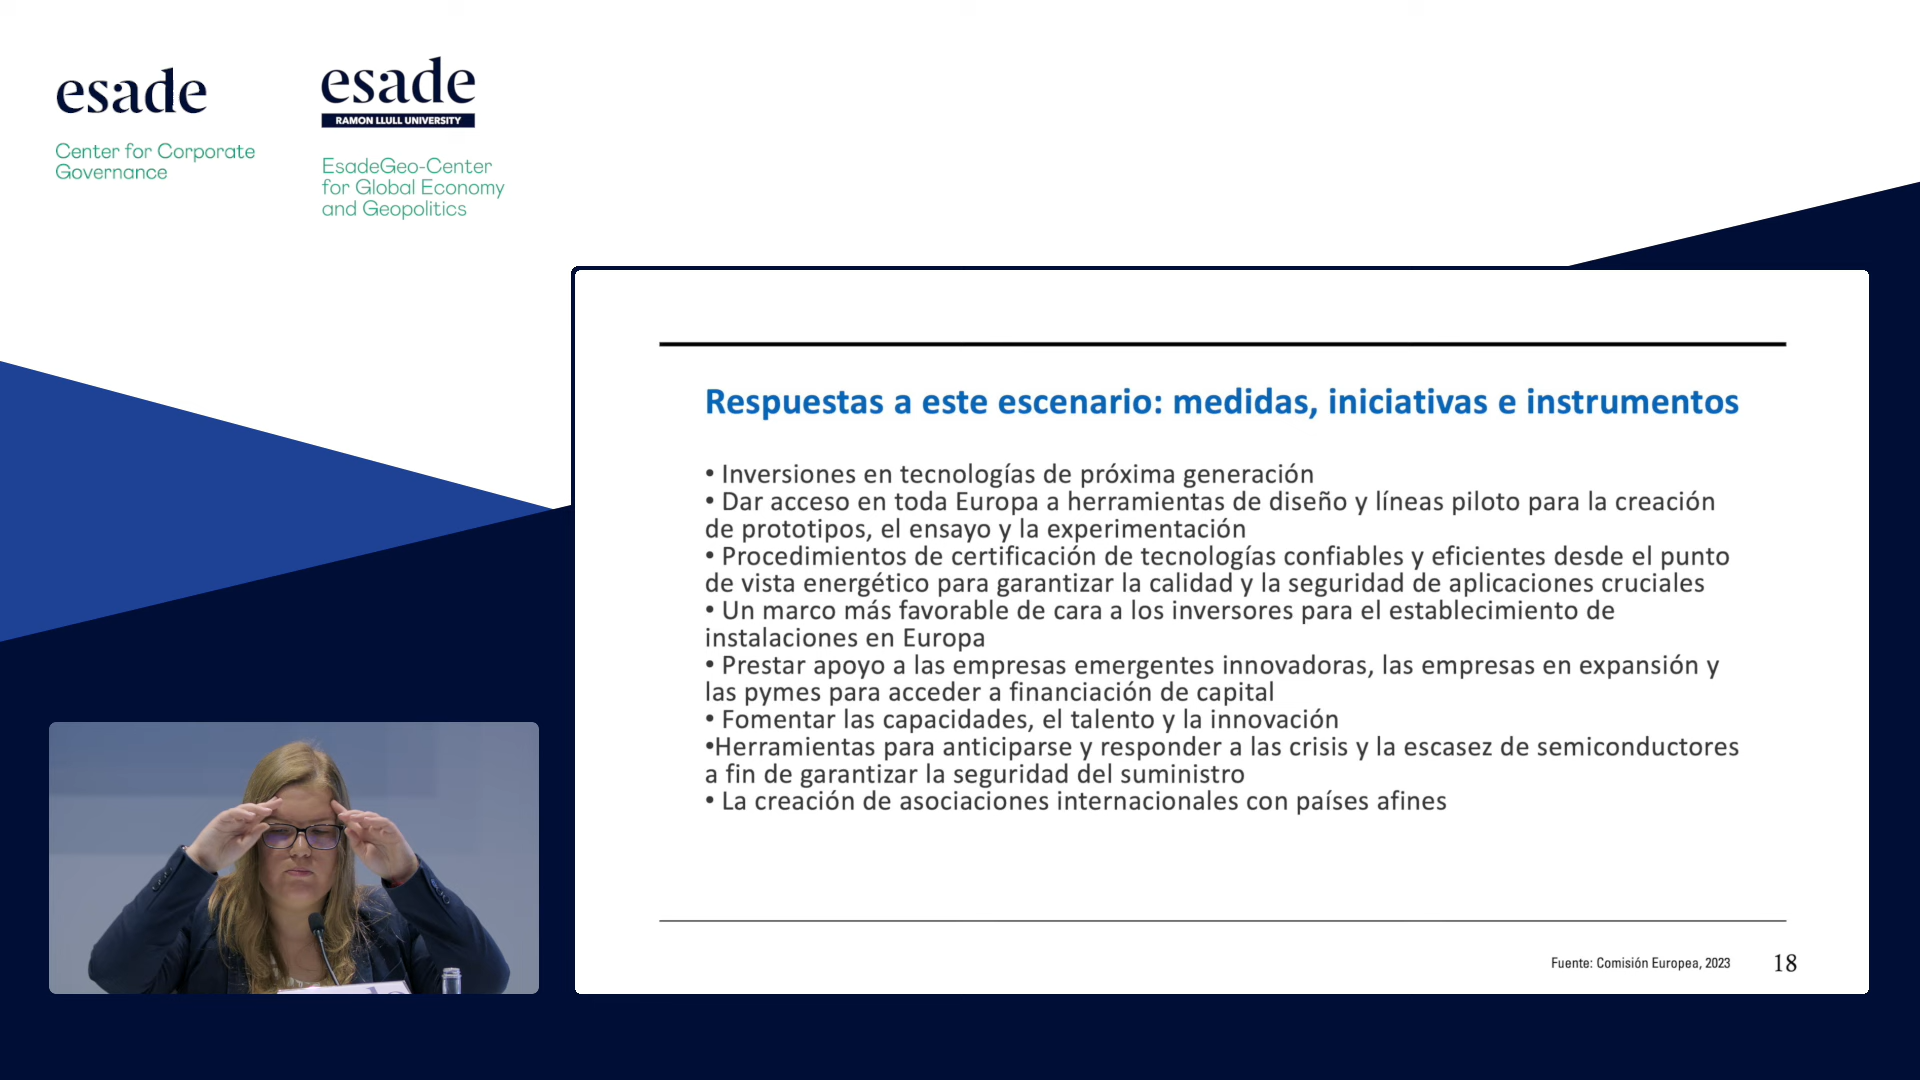 esade
Center for Corporate
Governance
esade
RAMON LLULL UNIVERSITY
EsadeGeo-Center
for Global Economy
and Geopolitics
Respuestas a este escenario: medidas, iniciativas e instrumentos
• Inversiones en tecnologías de próxima generación
• Dar acceso en toda Europa a herramientas de diseño y líneas piloto para la creación
de prototipos, el ensayo y la experimentación
• Procedimientos de certificación de tecnologías confiables y eficientes desde el punto
de vista energético para garantizar la calidad y la seguridad de aplicaciones cruciales
• Un marco más favorable de cara a los inversores para el establecimiento de
instalaciones en Europa
• Prestar apoyo a las empresas emergentes innovadoras, las empresas en expansión y
las pymes para acceder a financiación de capital
• Fomentar las capacidades, el talento y la innovación
•Herramientas para anticiparse y responder a las crisis y la escasez de semiconductores
a fin de garantizar la seguridad del suministro
• La creación de asociaciones internacionales con países afines
Fuente: Comisión Europea, 2023
18